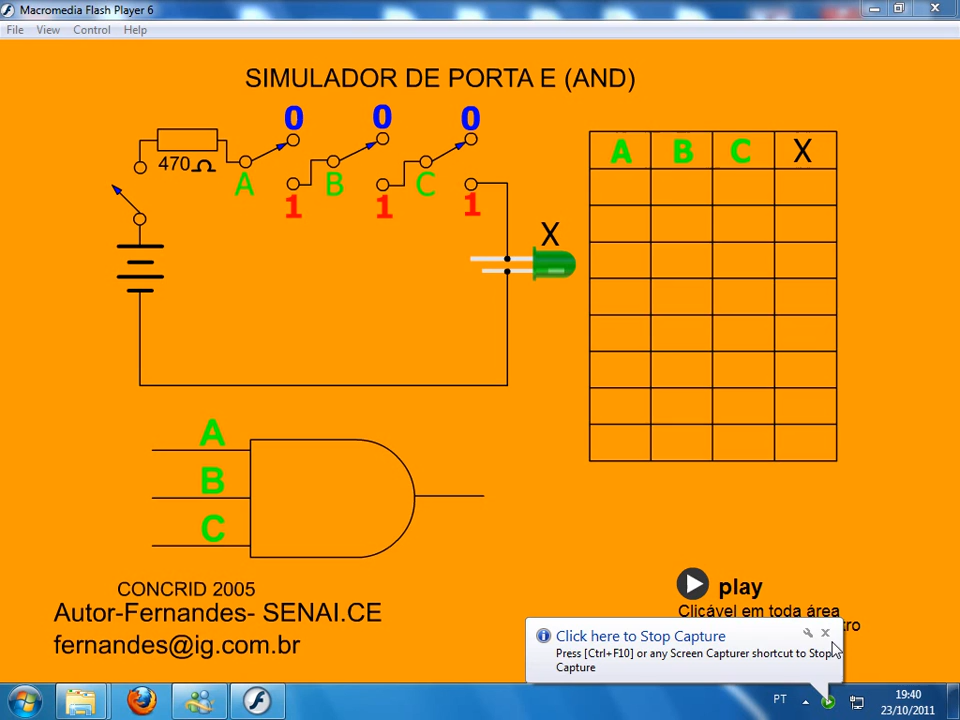 Macromedia Flash Player 6
File View Control Help
SIMULADOR DE PORTA E (AND)
0 0 0
470Ω
A B C
1 1 1
X
A B C X
A
B
C
CONCRID 2005
Autor-Fernandes- SENAI.CE
fernandes@ig.com.br
play
Clicável em toda área
Click here to Stop Capture
Press [Ctrl+F10] or any Screen Capturer shortcut to Stop
Capture
PT
19:40
23/10/2011